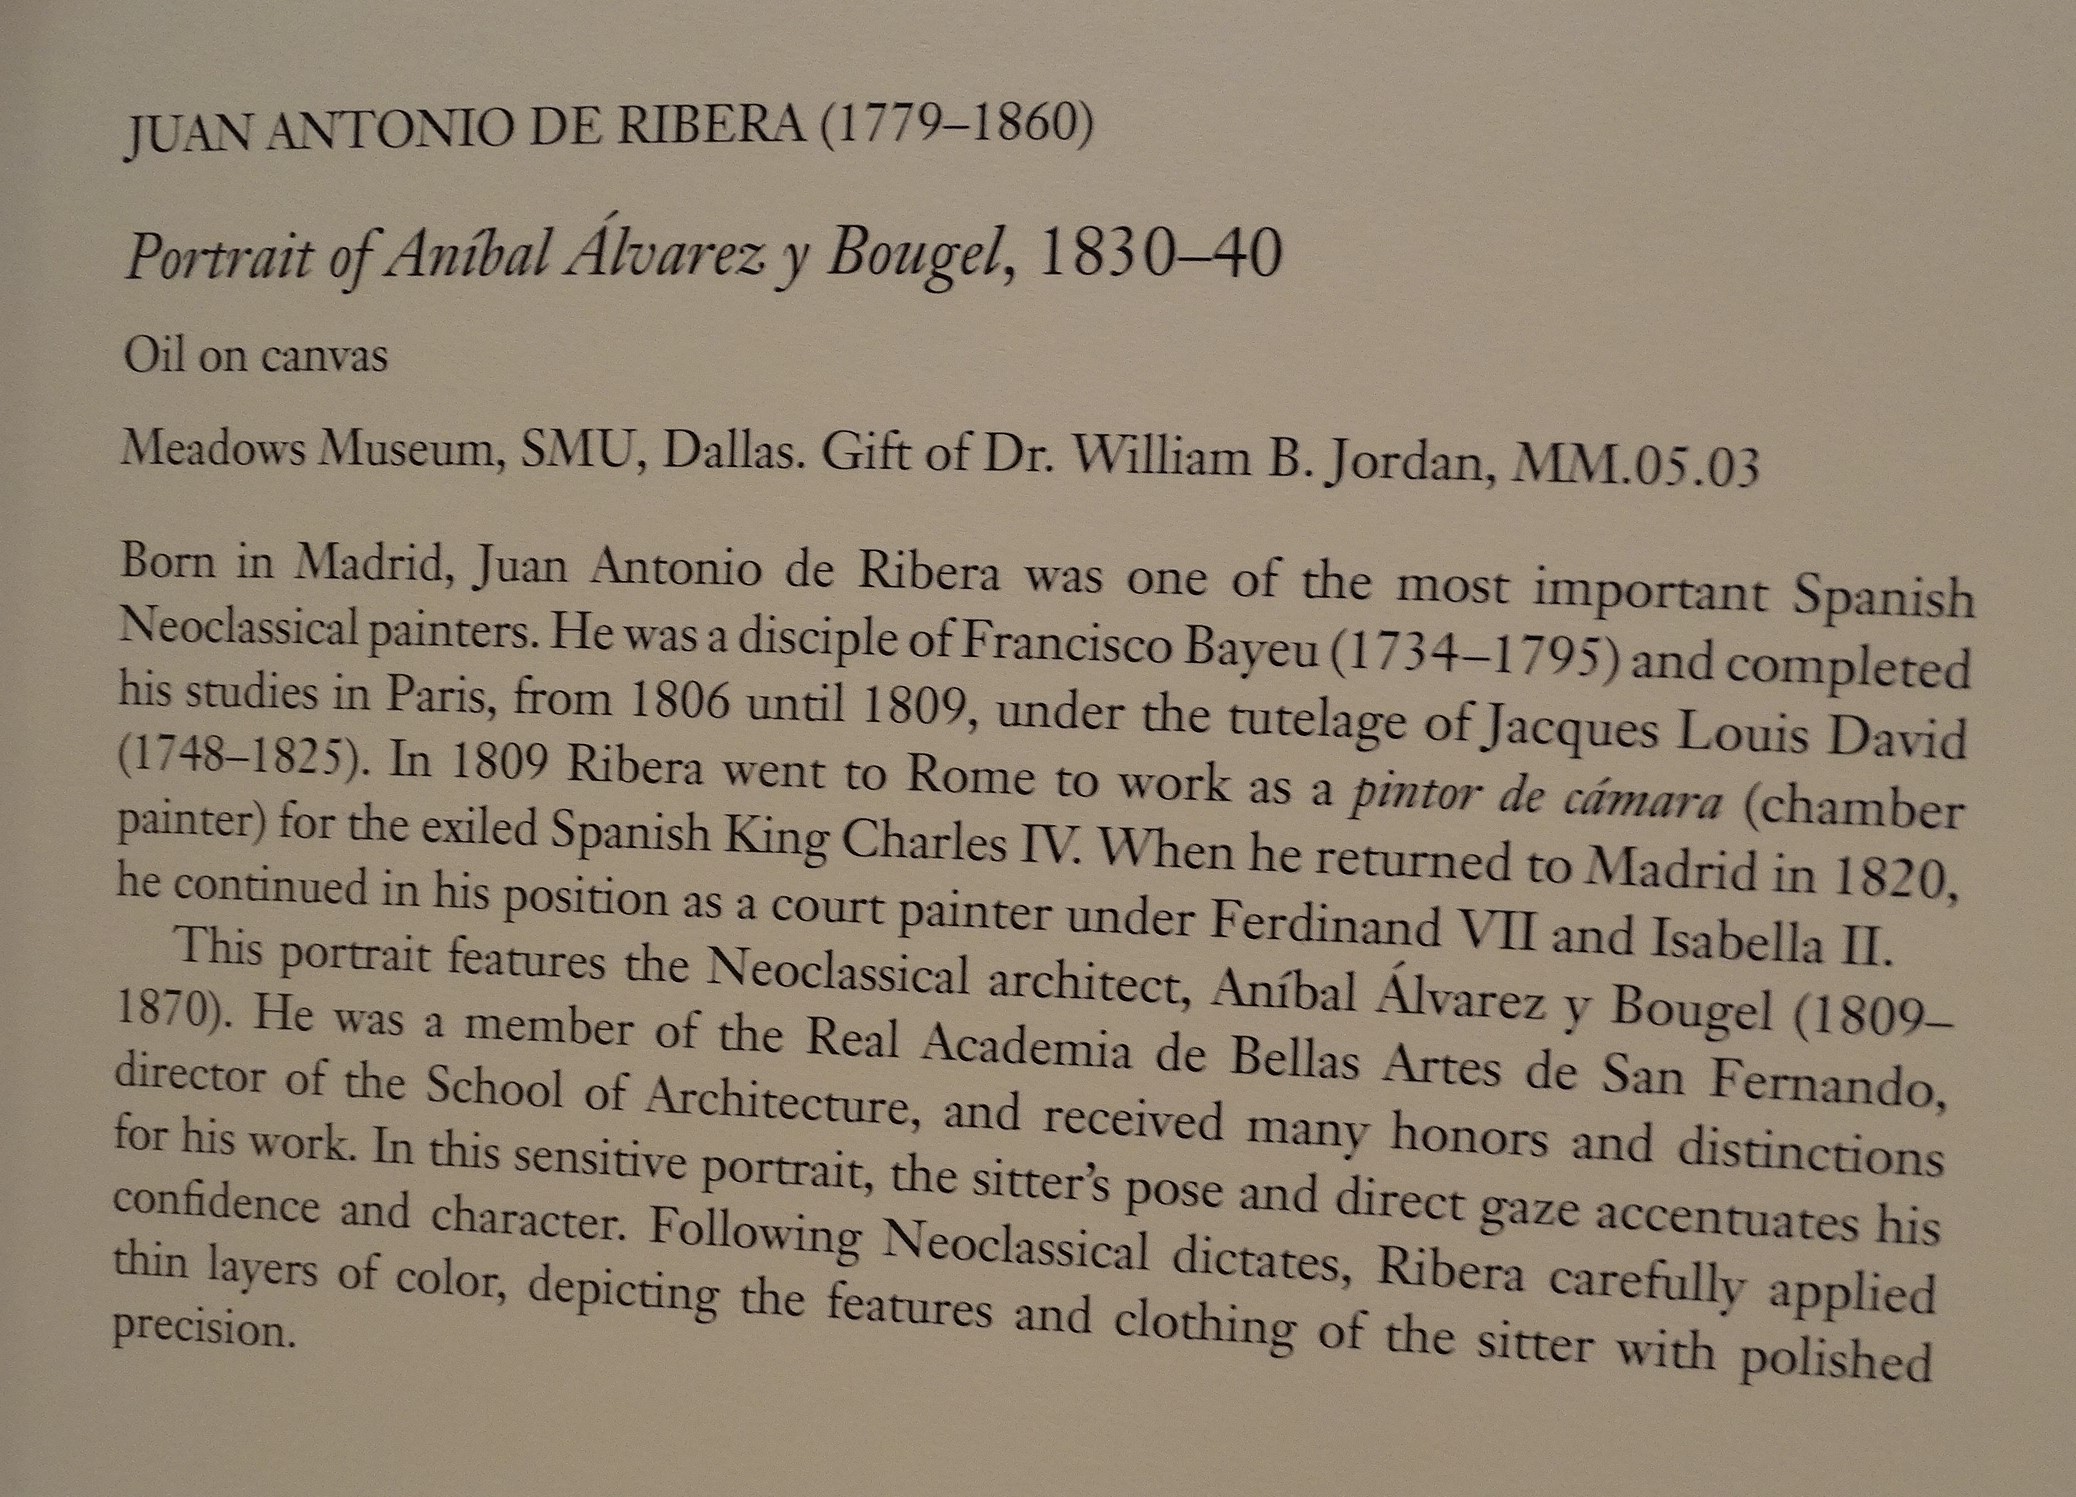 JUAN ANTONIO DE RIBERA (1779–1860)
Portrait of Aníbal Álvarez y Bougel, 1830–40
Oil on canvas
Meadows Museum, SMU, Dallas. Gift of Dr. William B. Jordan, MM.05.03
Born in Madrid, Juan Antonio de Ribera was one of the most important Spanish
Neoclassical painters. He was a disciple of Francisco Bayeu (1734–1795) and completed
his studies in Paris, from 1806 until 1809, under the tutelage of Jacques Louis David
(1748–1825). In 1809 Ribera went to Rome to work as a pintor de cámara (chamber
painter) for the exiled Spanish King Charles IV. When he returned to Madrid in 1820,
he continued in his position as a court painter under Ferdinand VII and Isabella II.
This portrait features the Neoclassical architect, Aníbal Álvarez y Bougel (1809–
1870). He was a member of the Real Academia de Bellas Artes de San Fernando,
director of the School of Architecture, and received many honors and distinctions
for his work. In this sensitive portrait, the sitter’s pose and direct gaze accentuates his
confidence and character. Following Neoclassical dictates, Ribera carefully applied
thin layers of color, depicting the features and clothing of the sitter with polished
precision.